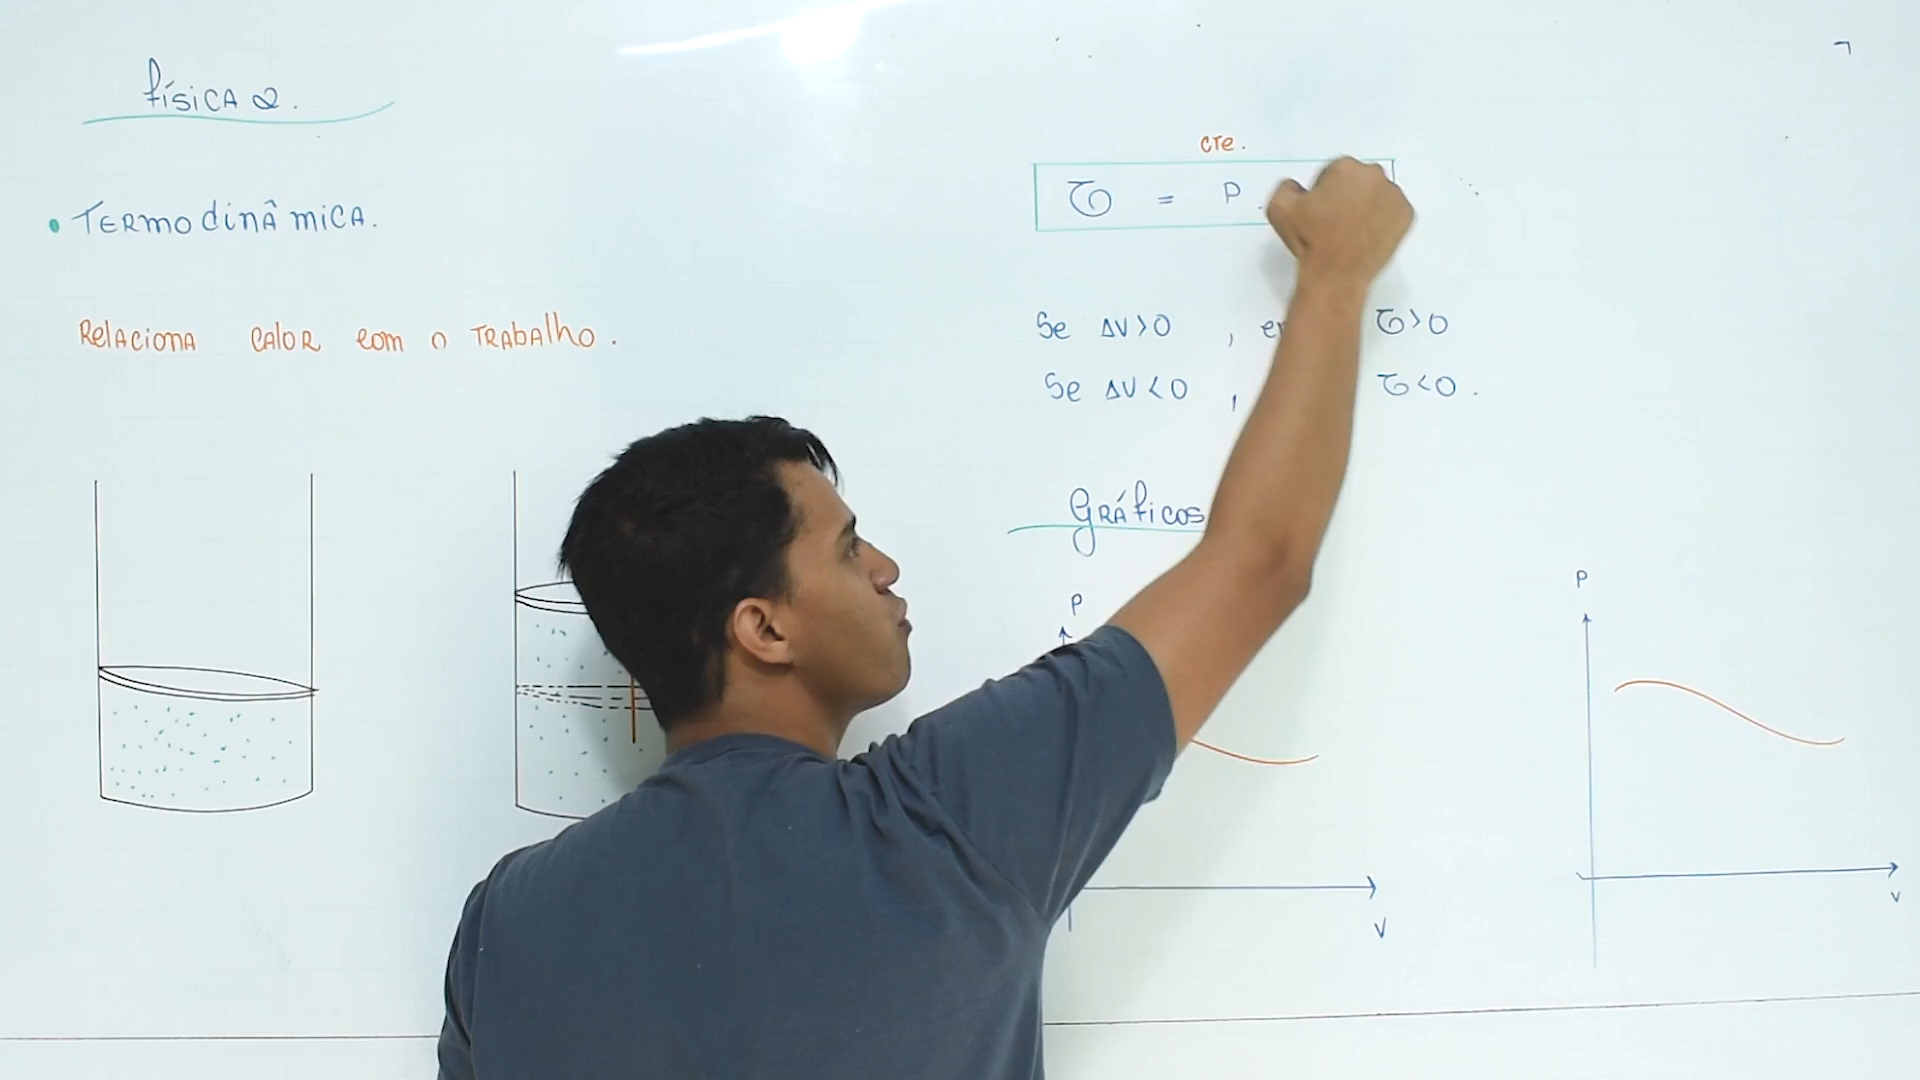 Física 2.
• Termodinâmica.
Relaciona calor com o trabalho.
cte.
𝒯 = P.
Se ΔV>0 , 𝒯>0
Se ΔV<0 , 𝒯<0.
Gráficos
P
V
P
V